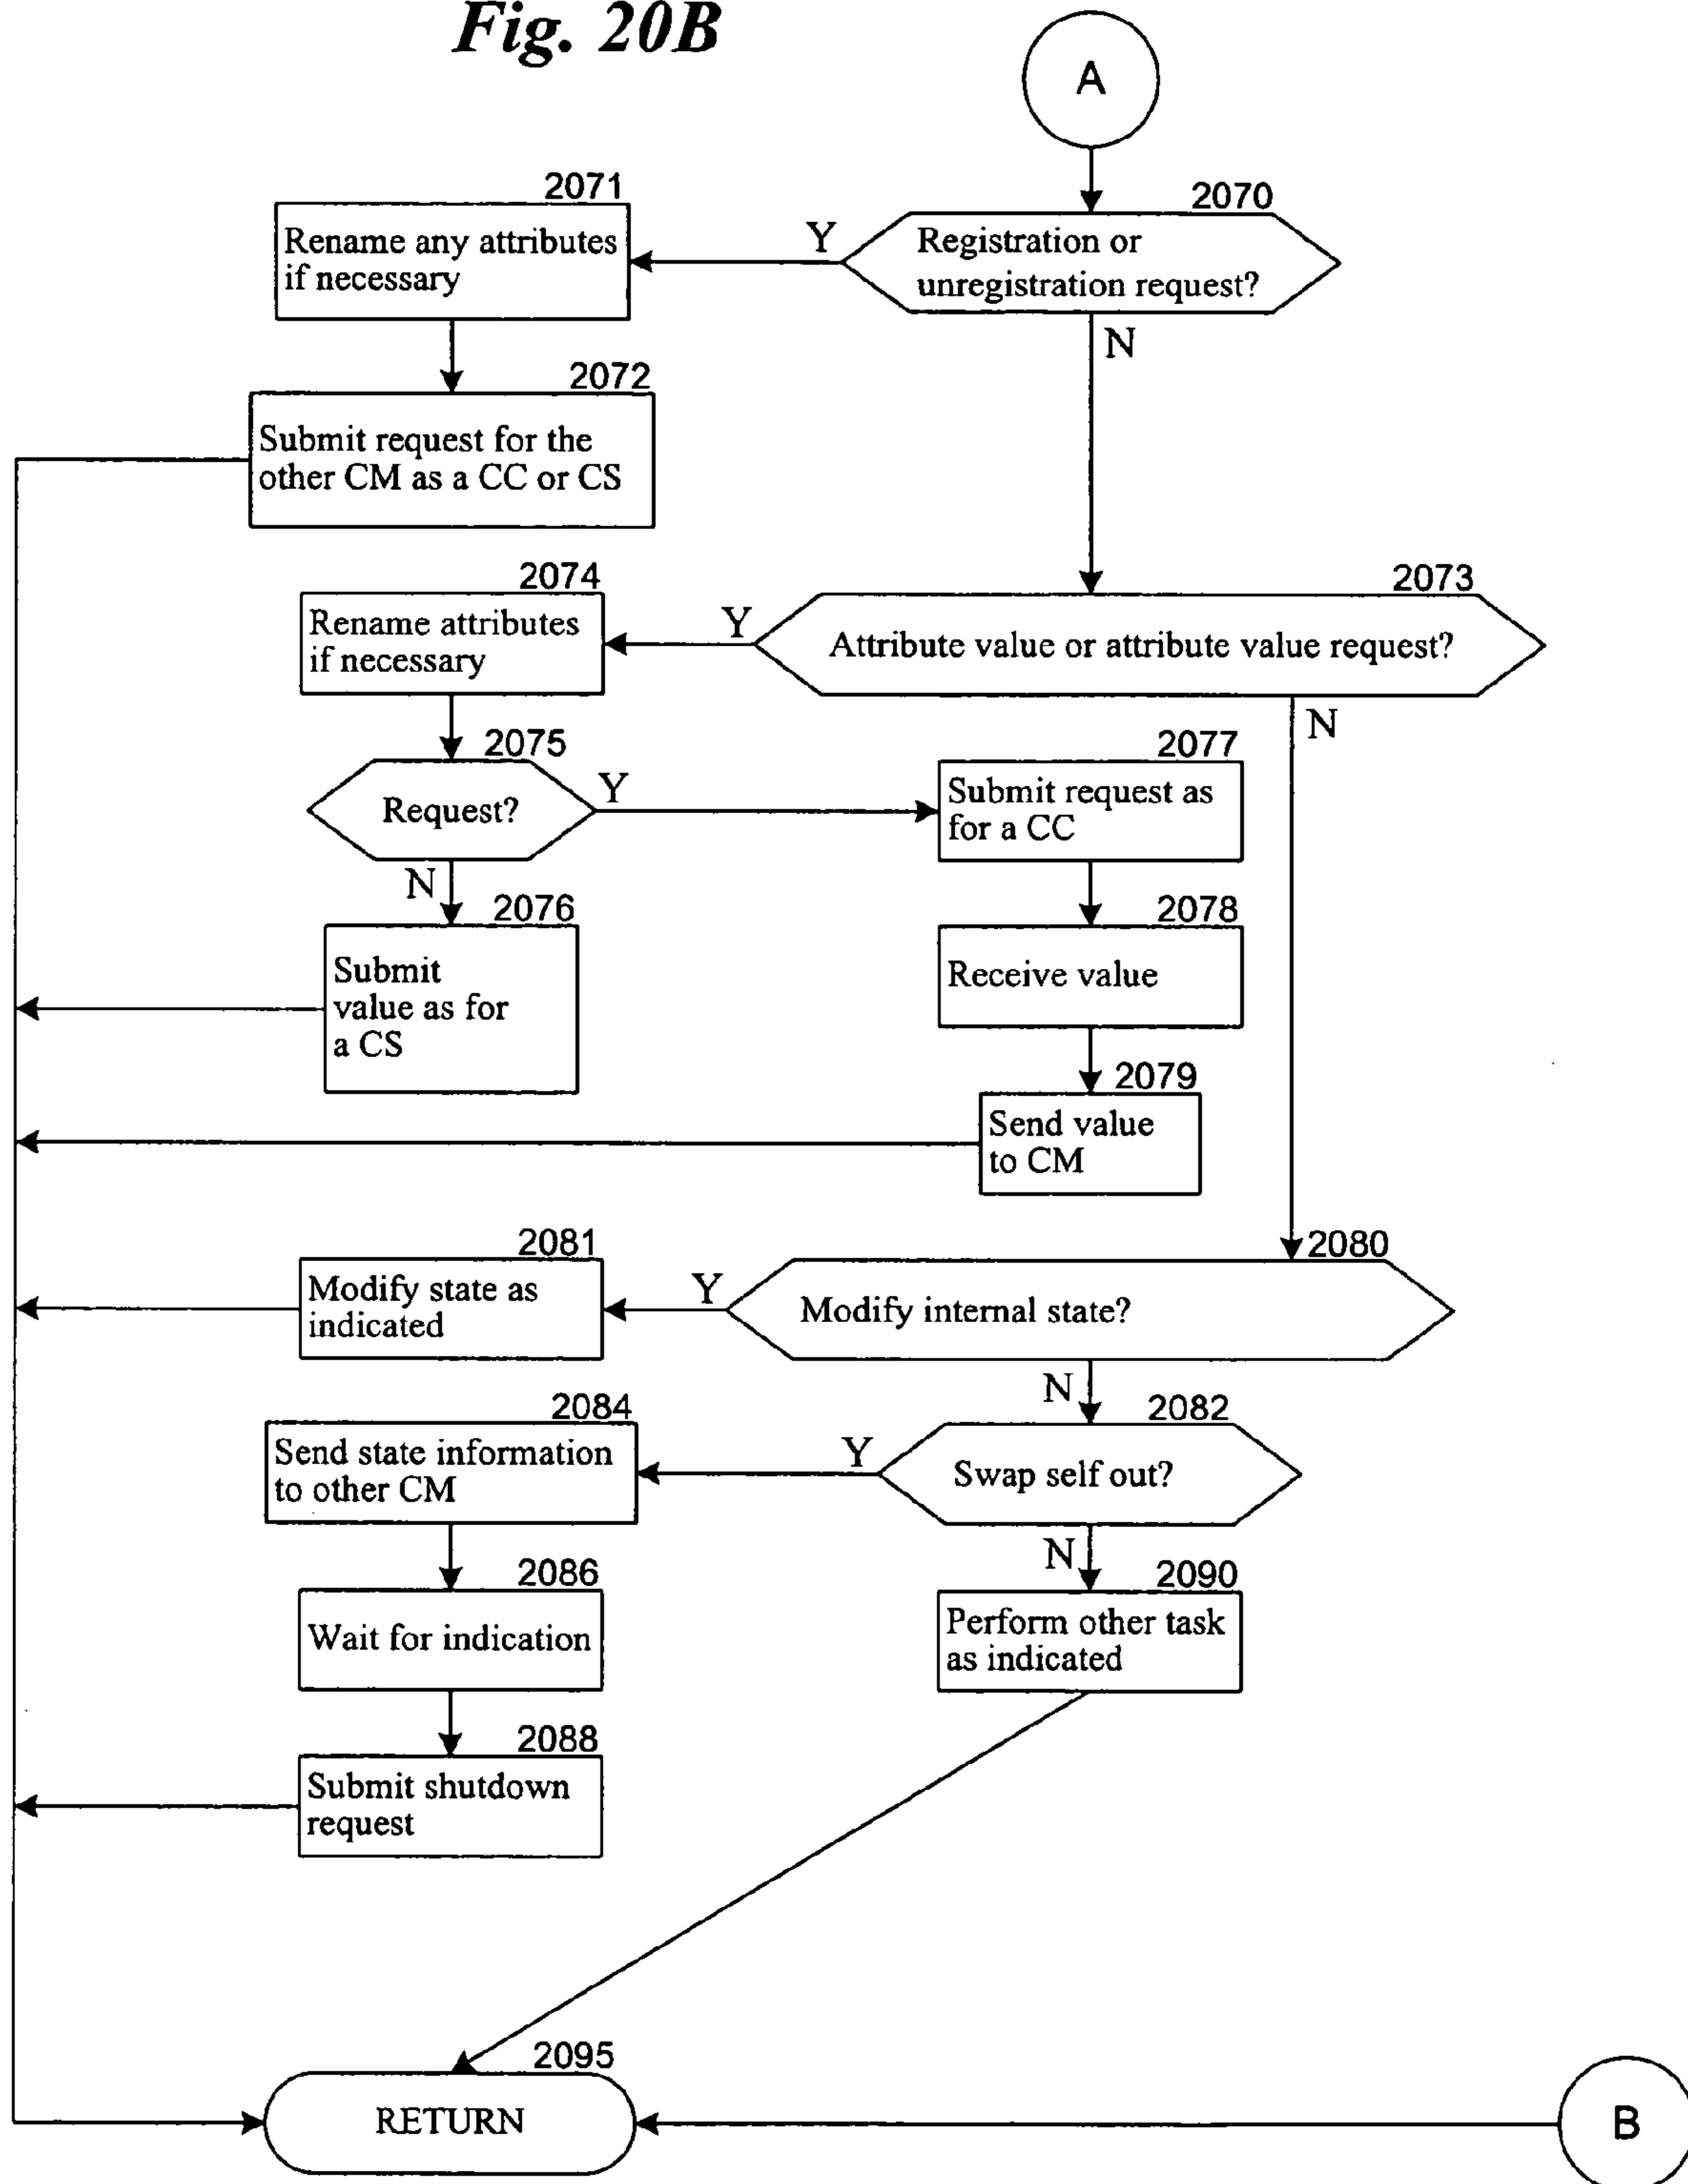 Fig. 20B
A
2070
Registration or
unregistration request?
Y
N
2071
Rename any attributes
if necessary
2072
Submit request for the
other CM as a CC or CS
2073
Attribute value or attribute value request?
Y
N
2074
Rename attributes
if necessary
2075
Request?
Y
N
2077
Submit request as
for a CC
2076
Submit
value as for
a CS
2078
Receive value
2079
Send value
to CM
2080
Modify internal state?
Y
N
2081
Modify state as
indicated
2082
Swap self out?
Y
N
2084
Send state information
to other CM
2086
Wait for indication
2090
Perform other task
as indicated
2088
Submit shutdown
request
2095
RETURN
B